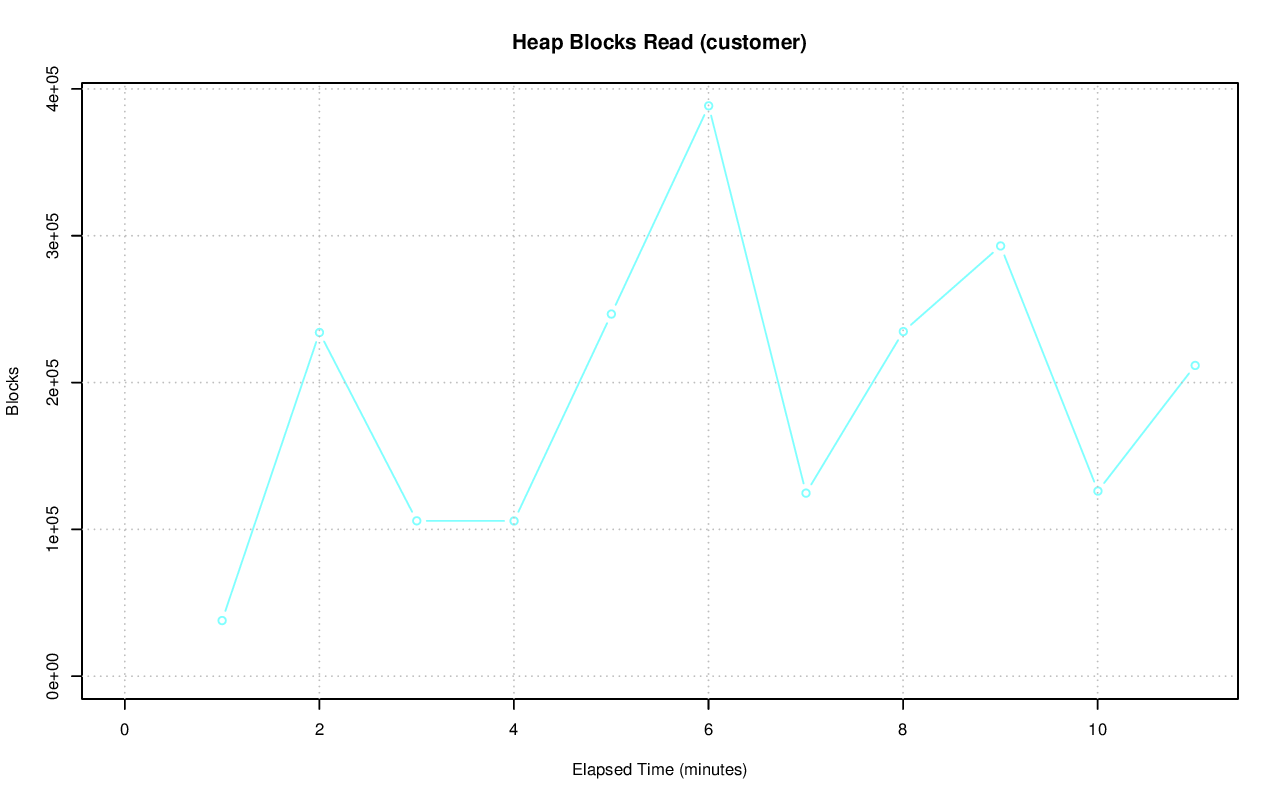 Heap Blocks Read (customer)
4e+05
3e+05
2e+05
1e+05
0e+00
Blocks
0 2 4 6 8 10
Elapsed Time (minutes)